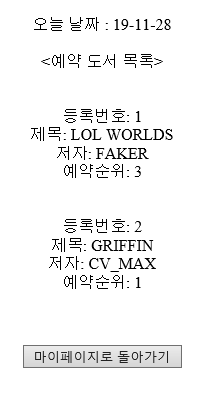 오늘 날짜 : 19-11-28
<예약 도서 목록>
등록번호: 1
제목: LOL WORLDS
저자: FAKER
예약순위: 3
등록번호: 2
제목: GRIFFIN
저자: CV_MAX
예약순위: 1
마이페이지로 돌아가기